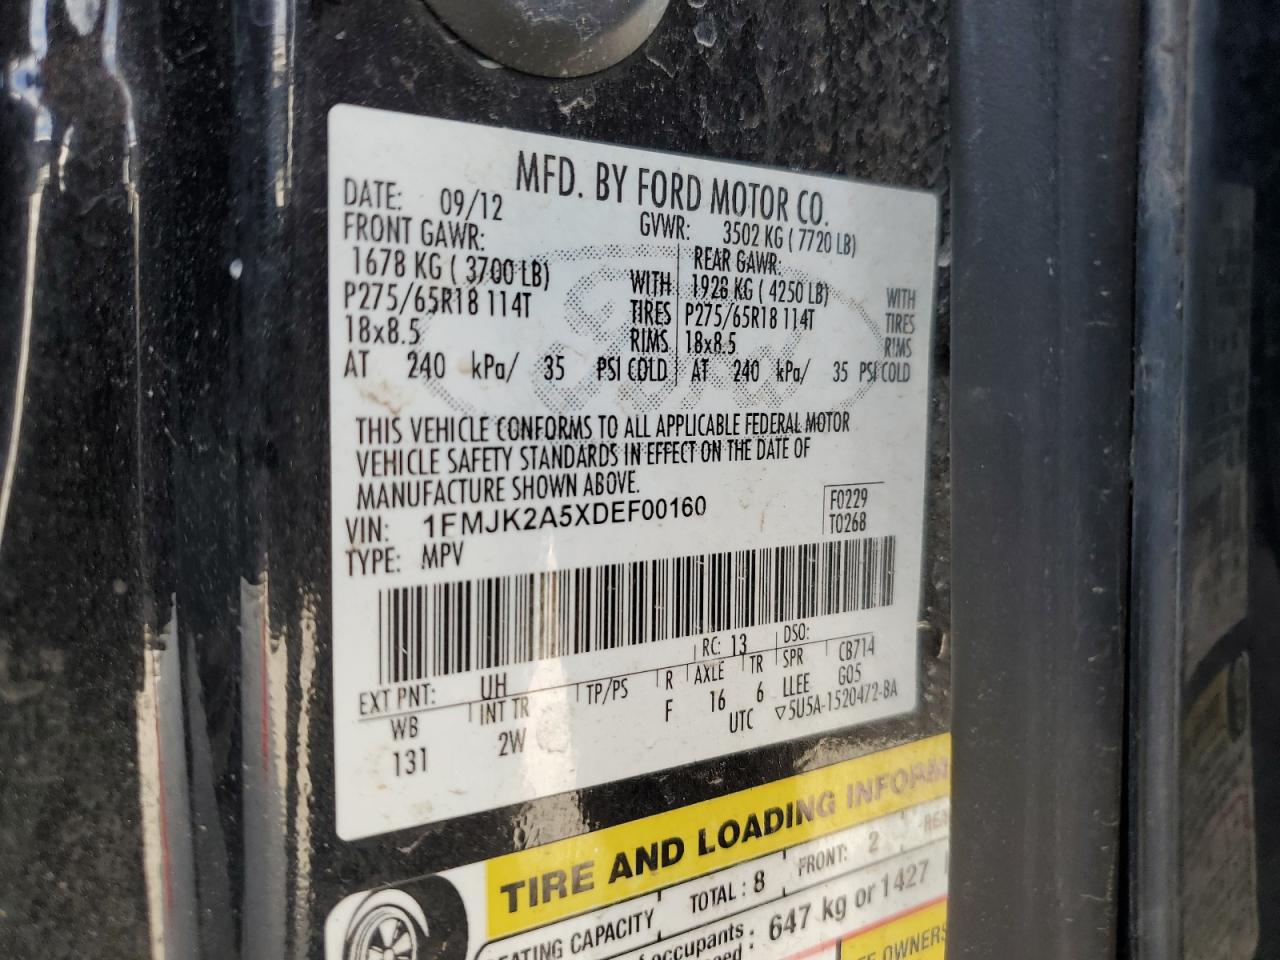 MFD. BY FORD MOTOR CO.
DATE: 09/12 GVWR: 3502 KG ( 7720 LB)
FRONT GAWR: REAR GAWR:
1678 KG ( 3700 LB) WITH 1928 KG ( 4250 LB) WITH
P275/65R18 114T TIRES P275/65R18 114T TIRES
18x8.5 RIMS 18x8.5 RIMS
AT 240 kPa/ 35 PSI COLD AT 240 kPa/ 35 PSI COLD
THIS VEHICLE CONFORMS TO ALL APPLICABLE FEDERAL MOTOR
VEHICLE SAFETY STANDARDS IN EFFECT ON THE DATE OF
MANUFACTURE SHOWN ABOVE.
VIN: 1FMJK2A5XDEF00160 F0229
TYPE: MPV T0268
RC: 13 DSO:
EXT PNT: UH CB714
WB INT TR TP/PS R AXLE TR SPR
131 2W F 16 6 LLEE G05
UTC ▽5U5A-1520472-BA
TIRE AND LOADING INFORM
TOTAL : 8 FRONT: 2
CAPACITY
occupants : 647 kg or 1427
OWNERS